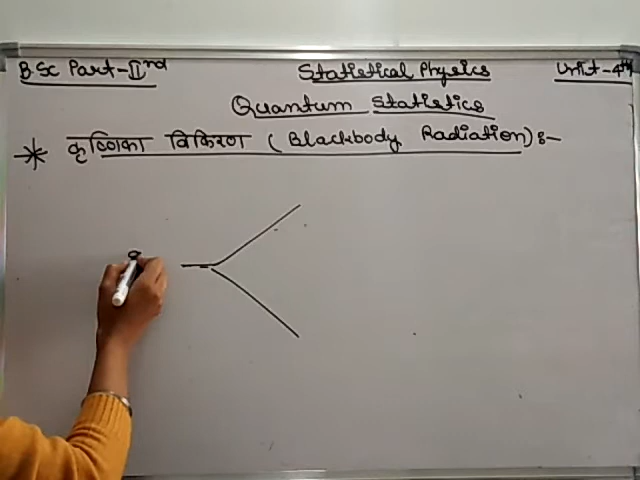 B.Sc Part-IInd Statistical Physics Unit-4th
Quantum Statistics
* कृष्णिका विकिरण ( Blackbody Radiation) :-